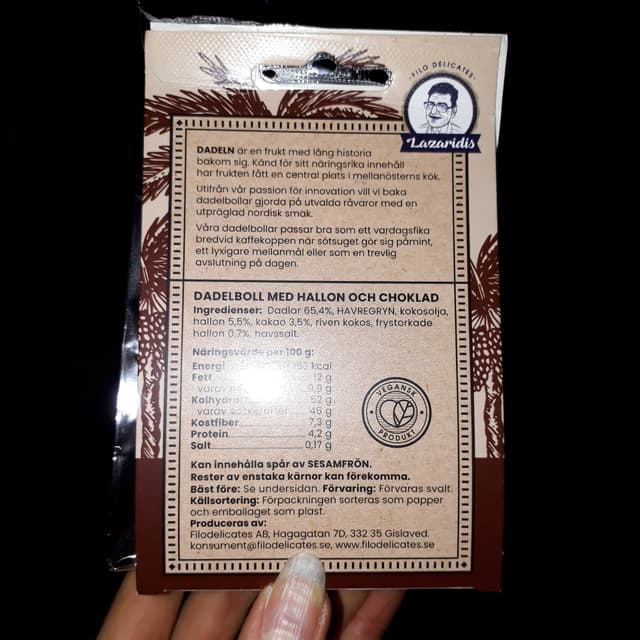 FILO DELICATES
Lazaridis
DADELN är en frukt med lång historia
bakom sig. Känd för sitt näringsrika innehåll
har frukten fått en central plats i mellanösterns kök.
Utifrån vår passion för innovation vill vi baka
dadelbollar gjorda på utvalda råvaror med en
utpräglad nordisk smak.
Våra dadelbollar passar bra som ett vardagsfika
bredvid kaffekoppen när sötsuget gör sig påmint,
ett lyxigare mellanmål eller som en trevlig
avslutning på dagen.
DADELBOLL MED HALLON OCH CHOKLAD
Ingredienser: Dadlar 65,4%, HAVREGRYN, kokosolja,
hallon 5,5%, kakao 3,5%, riven kokos, frystorkade
hallon 0.7%, havssalt.
Näringsvärde per 100 g:
Energi kcal
Fett 12 g
varav 9,9 g
Kolhydrat 52 g
varav sockerarter 46 g
Kostfiber 7,3 g
Protein 4,2 g
Salt 0,17 g
VEGANSK
PRODUKT
Kan innehålla spår av SESAMFRÖN.
Rester av enstaka kärnor kan förekomma.
Bäst före: Se undersidan. Förvaring: Förvaras svalt.
Källsortering: Förpackningen sorteras som papper
och emballaget som plast.
Produceras av:
Filodelicates AB, Hagagatan 7D, 332 35 Gislaved.
konsument@filodelicates.se, www.filodelicates.se